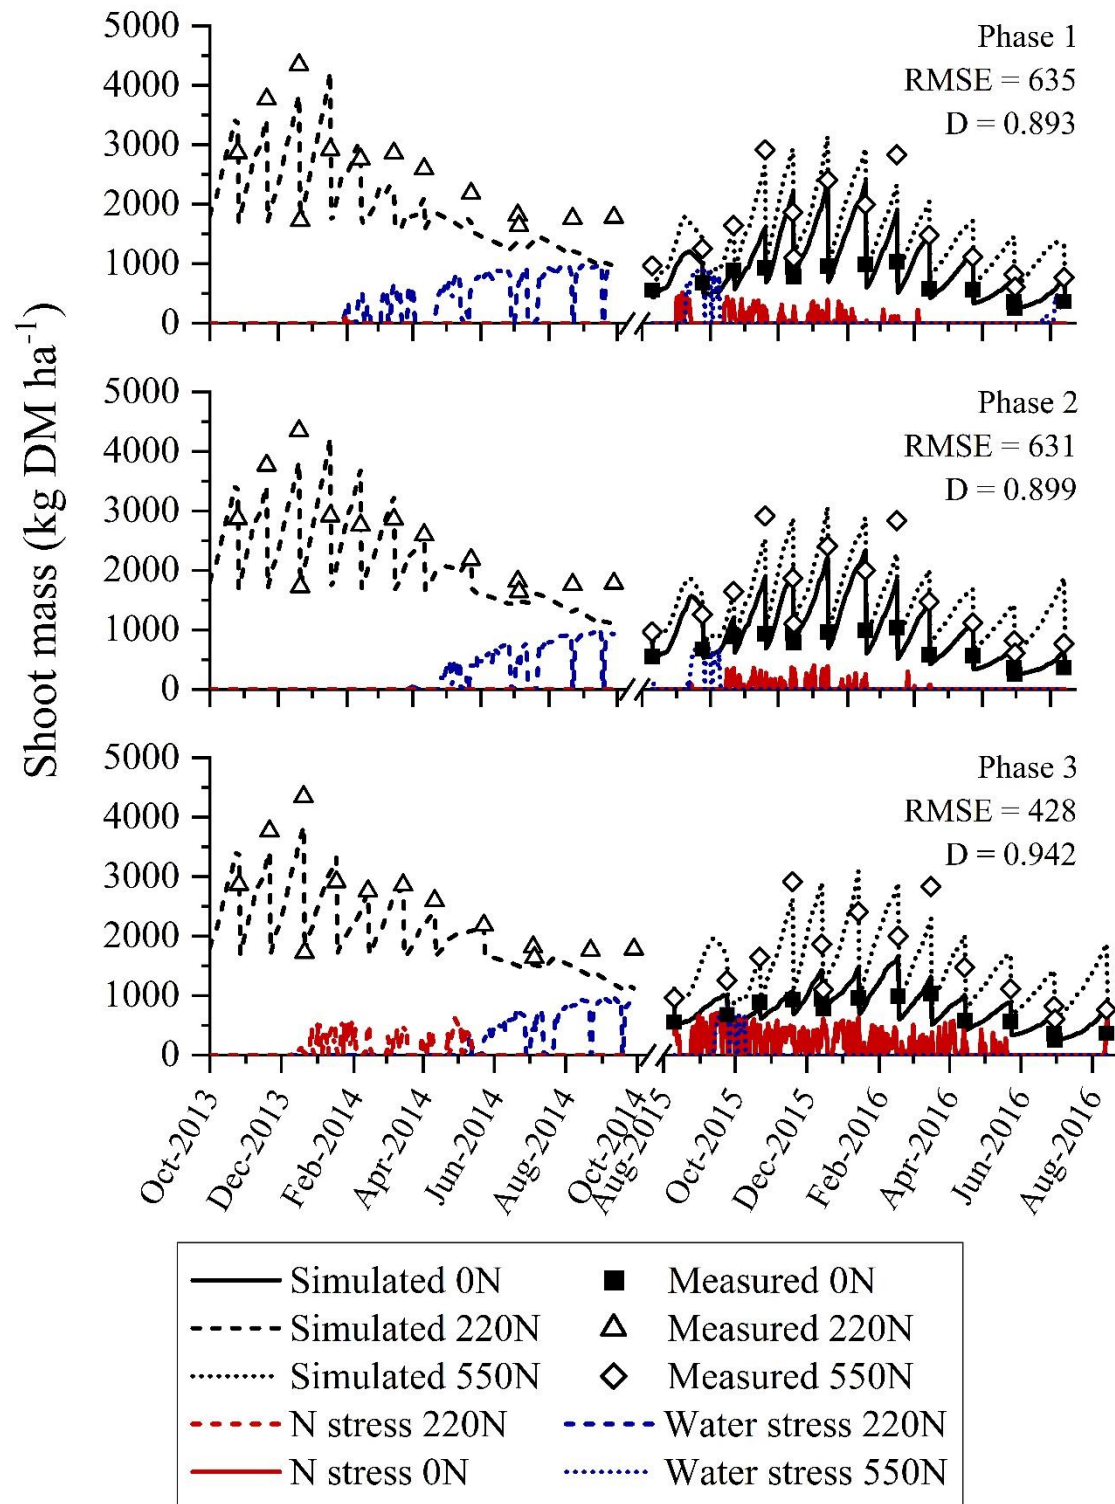 Shoot mass (kg DM ha⁻¹)
5000
4000
3000
2000
1000
0
Phase 1
RMSE = 635
D = 0.893
5000
4000
3000
2000
1000
0
Phase 2
RMSE = 631
D = 0.899
5000
4000
3000
2000
1000
0
Phase 3
RMSE = 428
D = 0.942
Oct-2013
Dec-2013
Feb-2014
Apr-2014
Jun-2014
Aug-2014
Oct-2014
Aug-2015
Oct-2015
Dec-2015
Feb-2016
Apr-2016
Jun-2016
Aug-2016
Simulated 0N
Measured 0N
Simulated 220N
Measured 220N
Simulated 550N
Measured 550N
N stress 220N
Water stress 220N
N stress 0N
Water stress 550N